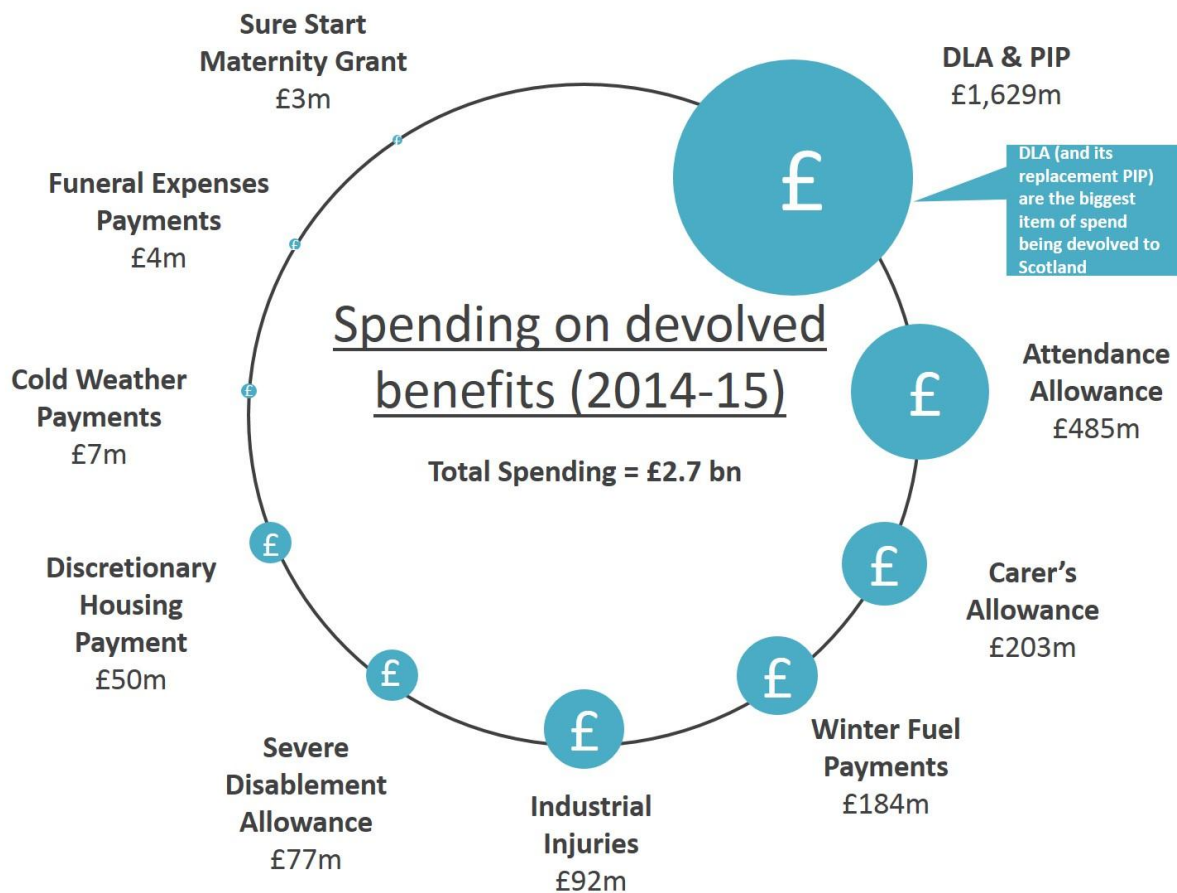 Spending on devolved
benefits (2014-15)
Total Spending = £2.7 bn
DLA & PIP
£1,629m
£
DLA (and its
replacement PIP)
are the biggest
item of spend
being devolved to
Scotland
Attendance
Allowance
£485m
£
Carer’s
Allowance
£203m
£
Winter Fuel
Payments
£184m
£
Industrial
Injuries
£92m
£
Severe
Disablement
Allowance
£77m
£
Discretionary
Housing
Payment
£50m
£
Cold Weather
Payments
£7m
£
Funeral Expenses
Payments
£4m
£
Sure Start
Maternity Grant
£3m
£